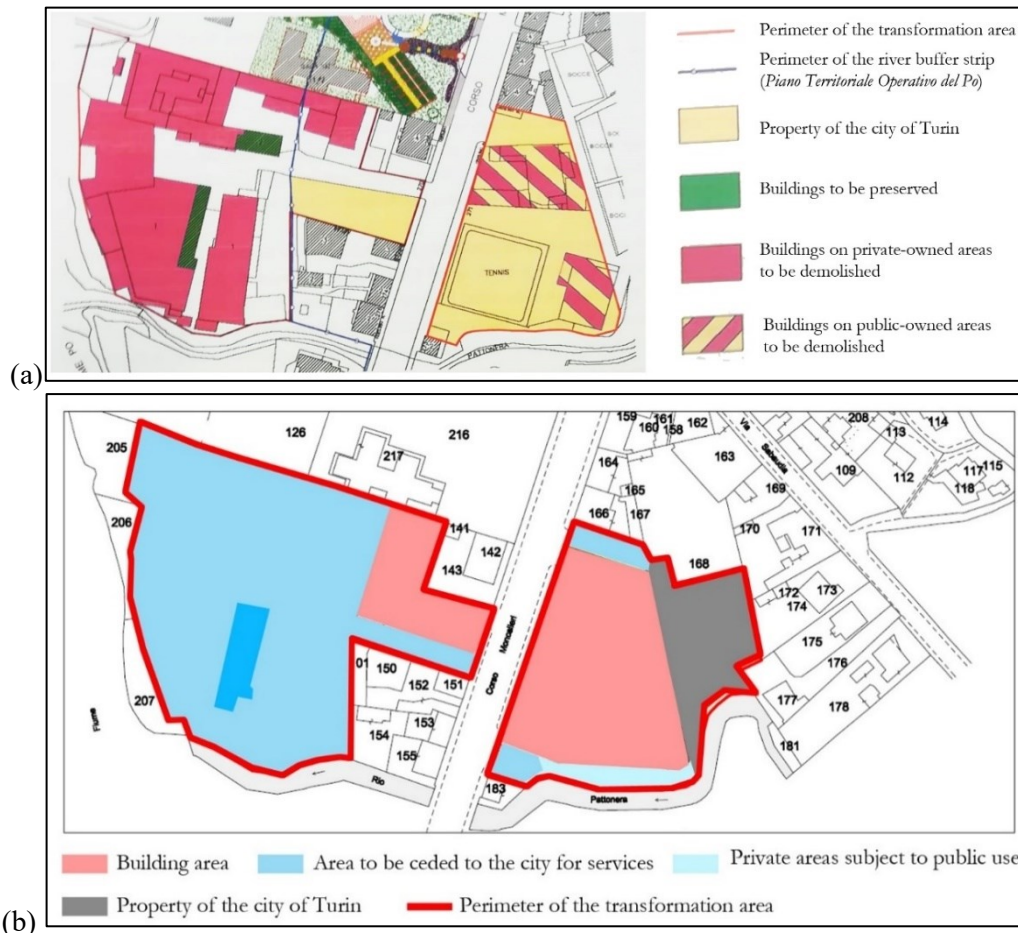 (a)
CORSO
BOCCE
BOCCE
TENNIS
PATTONERA
Perimeter of the transformation area
Perimeter of the river buffer strip
(Piano Territoriale Operativo del Po)
Property of the city of Turin
Buildings to be preserved
Buildings on private-owned areas
to be demolished
Buildings on public-owned areas
to be demolished
(b)
205
126
216
217
206
141
142
143
207
01
150
151
152
153
154
155
Fiume
Rio
Corso
Moncalieri
159
160
161
158
162
164
163
165
166
167
168
169
170
171
172
173
174
175
176
177
178
181
183
Via
Sabaudia
208
113
114
109
112
117
115
118
Pattonera
Building area
Area to be ceded to the city for services
Private areas subject to public use
Property of the city of Turin
Perimeter of the transformation area